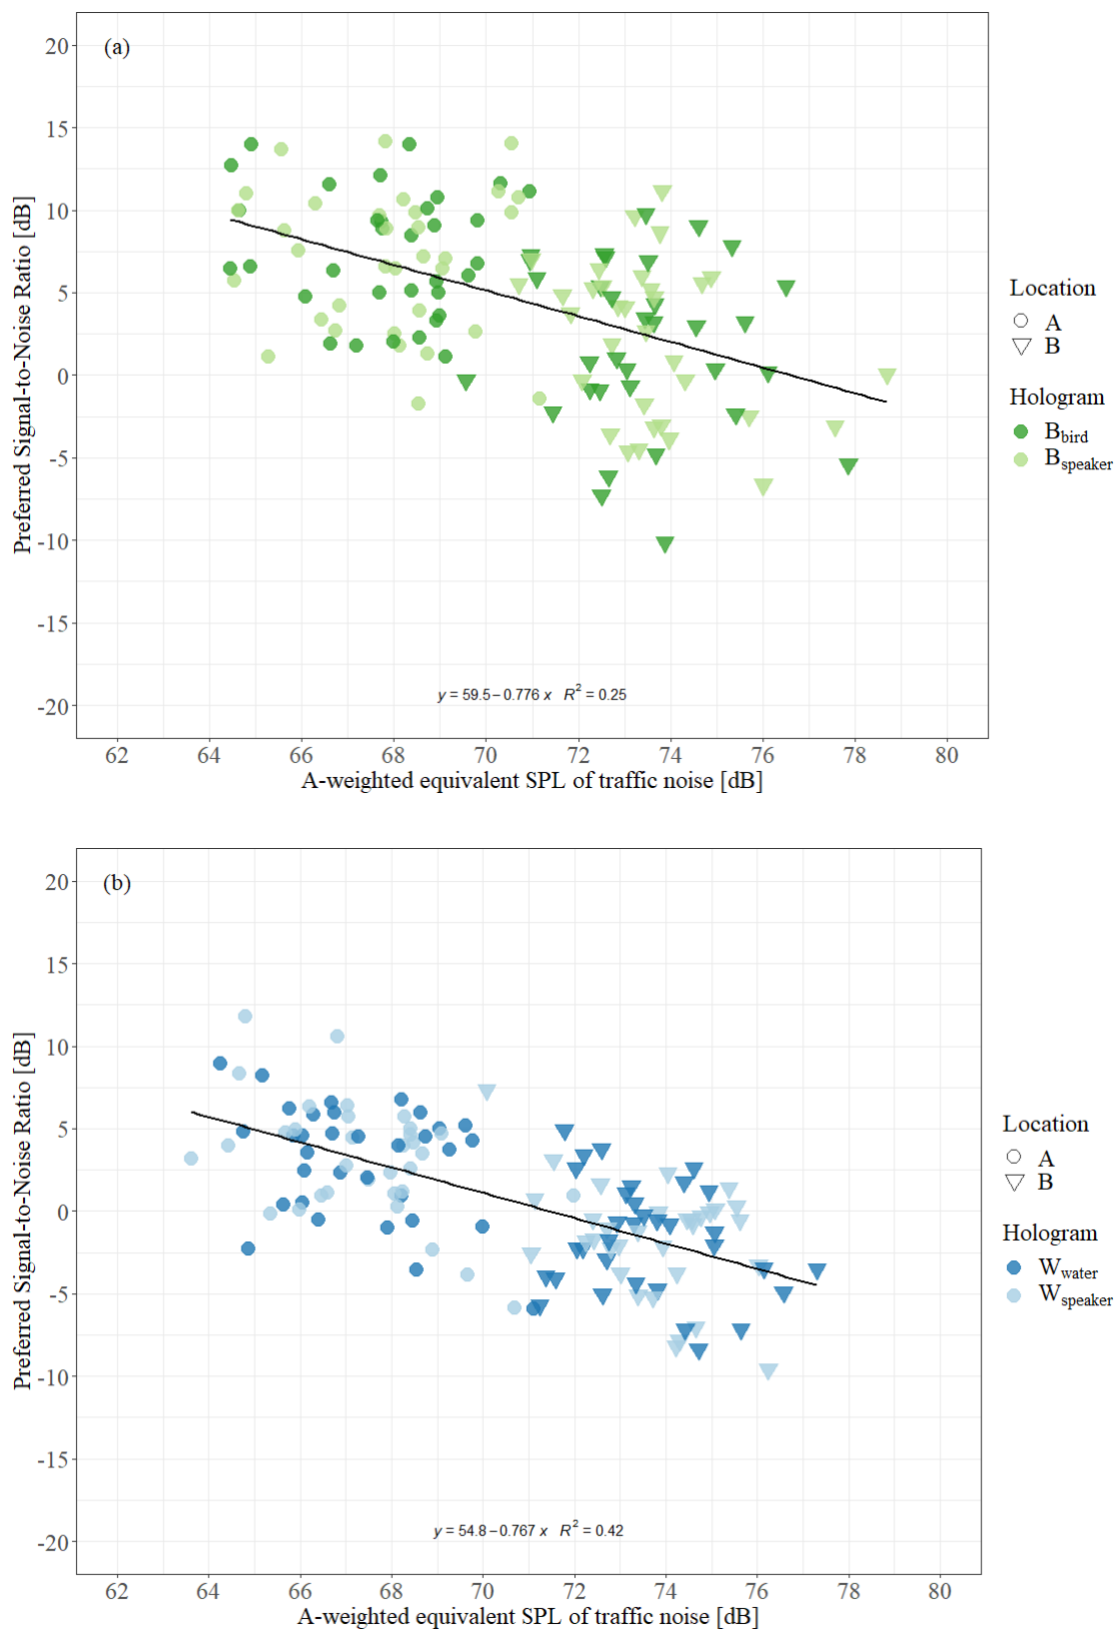 (a)
20
15
10
5
0
-5
-10
-15
-20
Preferred Signal-to-Noise Ratio [dB]
y = 59.5 – 0.776 x R² = 0.25
62 64 66 68 70 72 74 76 78 80
A-weighted equivalent SPL of traffic noise [dB]
Location
A
B
Hologram
Bbird
Bspeaker
(b)
20
15
10
5
0
-5
-10
-15
-20
Preferred Signal-to-Noise Ratio [dB]
y = 54.8 – 0.767 x R² = 0.42
62 64 66 68 70 72 74 76 78 80
A-weighted equivalent SPL of traffic noise [dB]
Location
A
B
Hologram
Wwater
Wspeaker